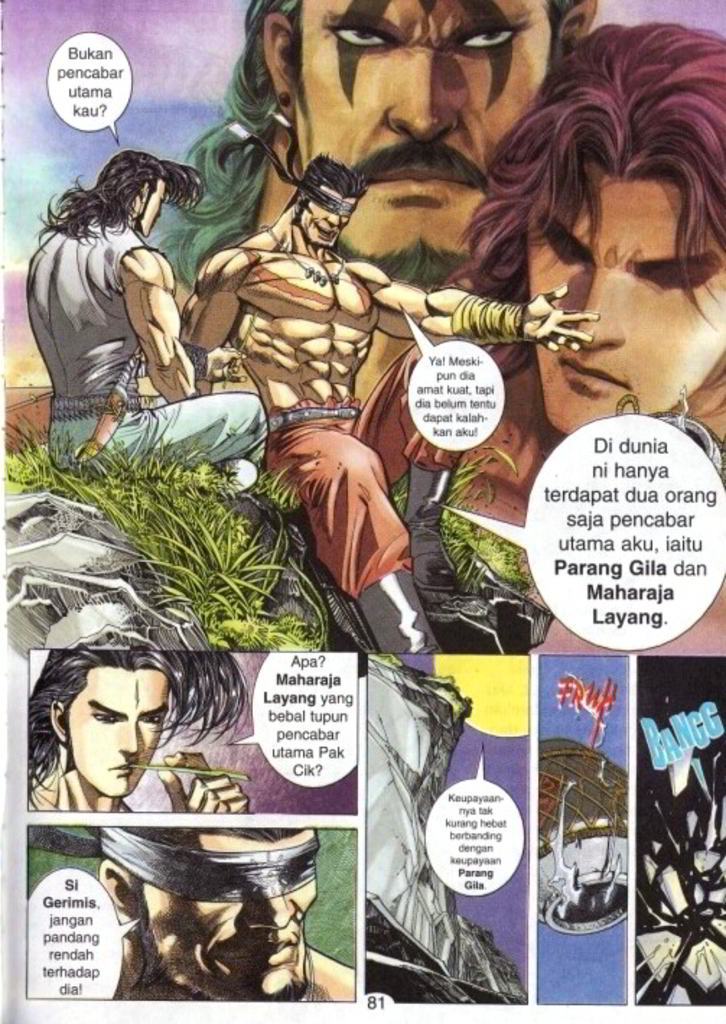 Bukan
pencabar
utama
kau?
Ya! Meski-
pun dia
amat kuat, tapi
dia belum tentu
dapat kalah-
kan aku!
Di dunia
ni hanya
terdapat dua orang
saja pencabar
utama aku, iaitu
Parang Gila dan
Maharaja
Layang.
Apa?
Maharaja
Layang yang
bebal tupun
pencabar
utama Pak
Cik?
Si
Gerimis,
jangan
pandang
rendah
terhadap
dia!
Keupayaan-
nya tak
kurang hebat
berbanding
dengan
keupayaan
Parang
Gila.
FRUH
BANGG
81